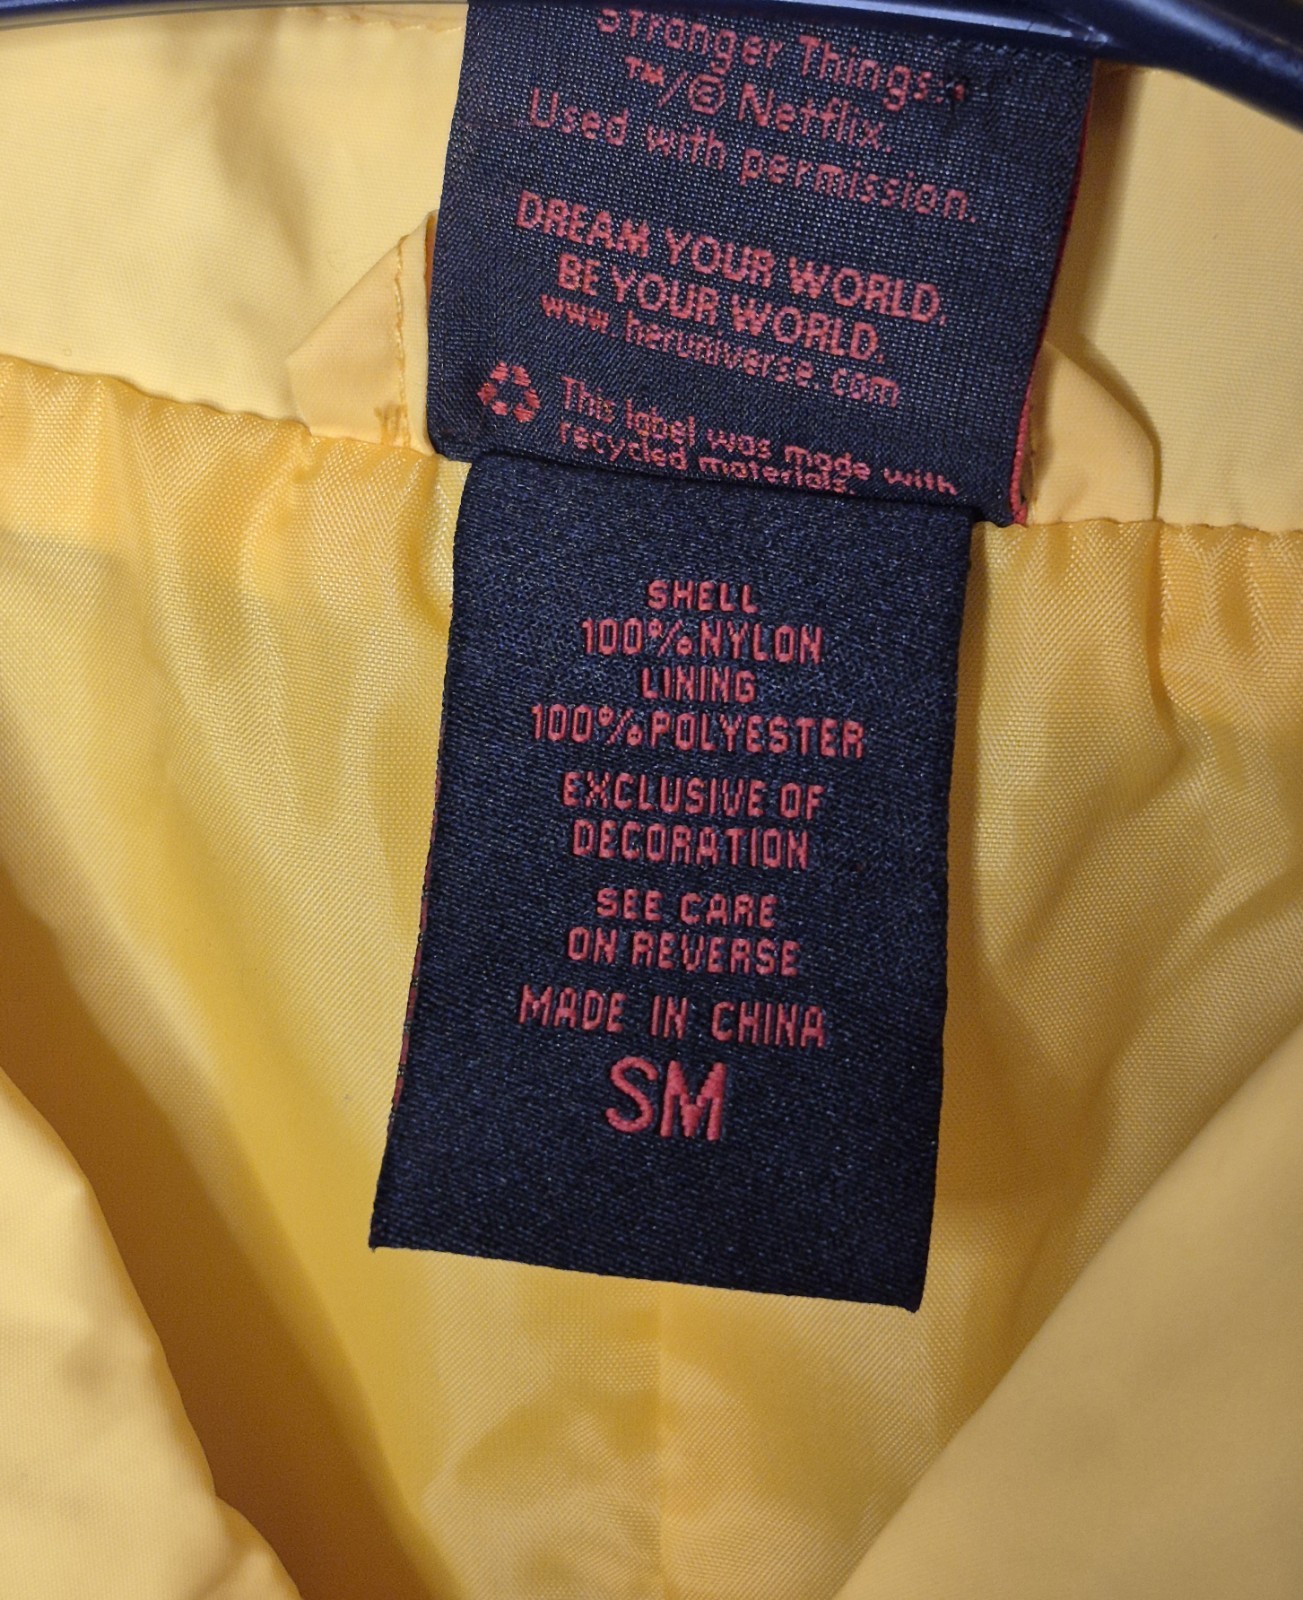 Stranger Things.
™/© Netflix.
Used with permission.
DREAM YOUR WORLD.
BE YOUR WORLD.
www.heruniverse.com
This label was made with
recycled materials.
SHELL
100%NYLON
LINING
100%POLYESTER
EXCLUSIVE OF
DECORATION
SEE CARE
ON REVERSE
MADE IN CHINA
SM